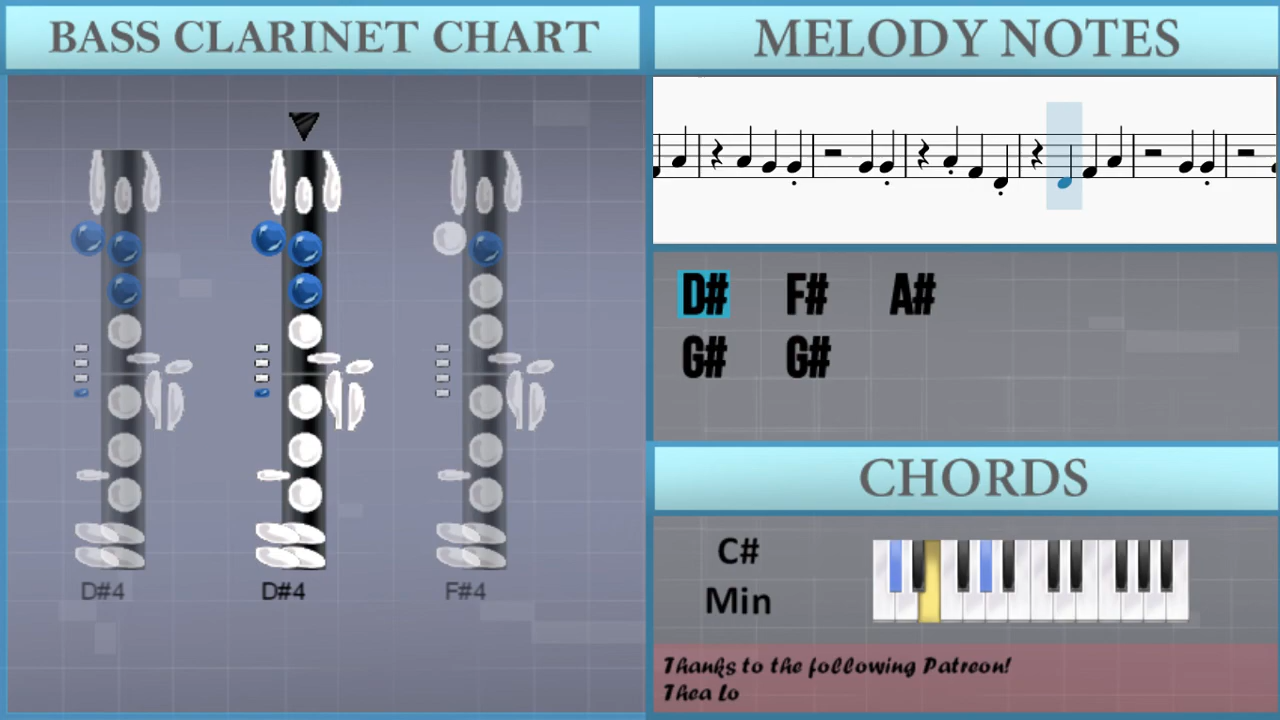 BASS CLARINET CHART
D#4 D#4 F#4
MELODY NOTES
D# F# A#
G# G#
CHORDS
C#
Min
Thanks to the following Patreon!
Thea Lo